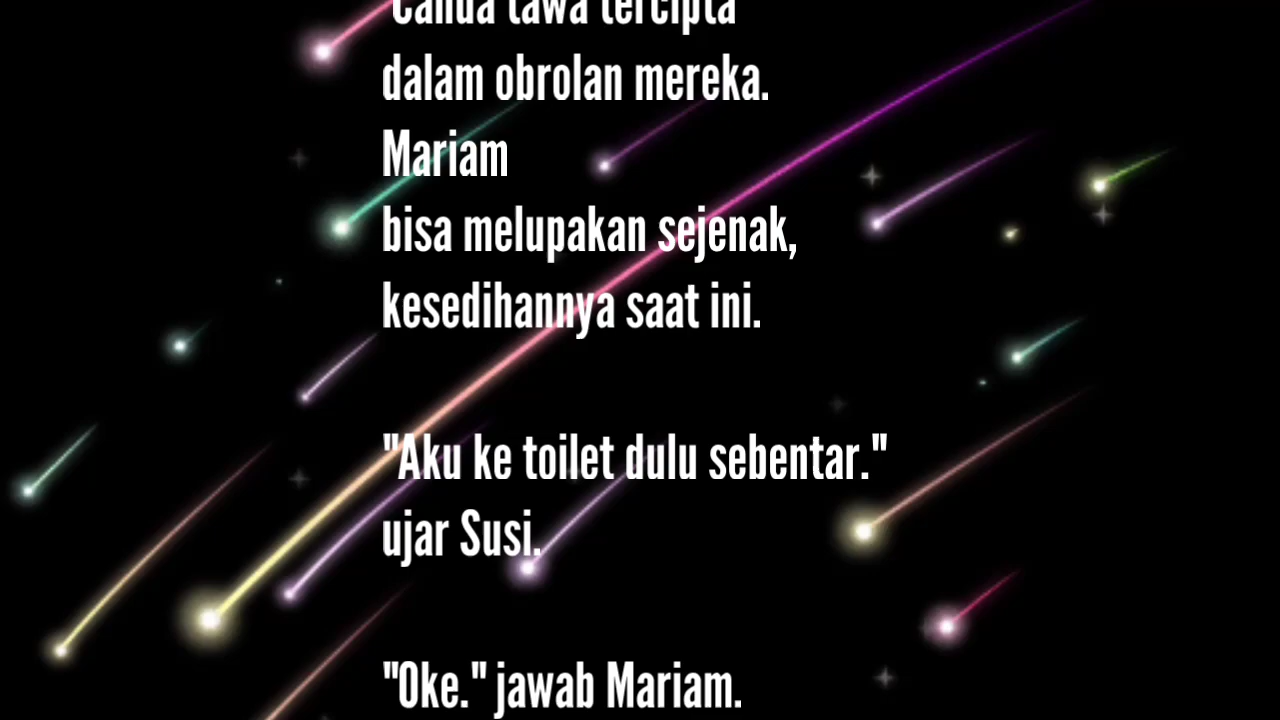 Canda tawa tercipta
dalam obrolan mereka.
Mariam
bisa melupakan sejenak,
kesedihannya saat ini.
"Aku ke toilet dulu sebentar."
ujar Susi.
"Oke." jawab Mariam.